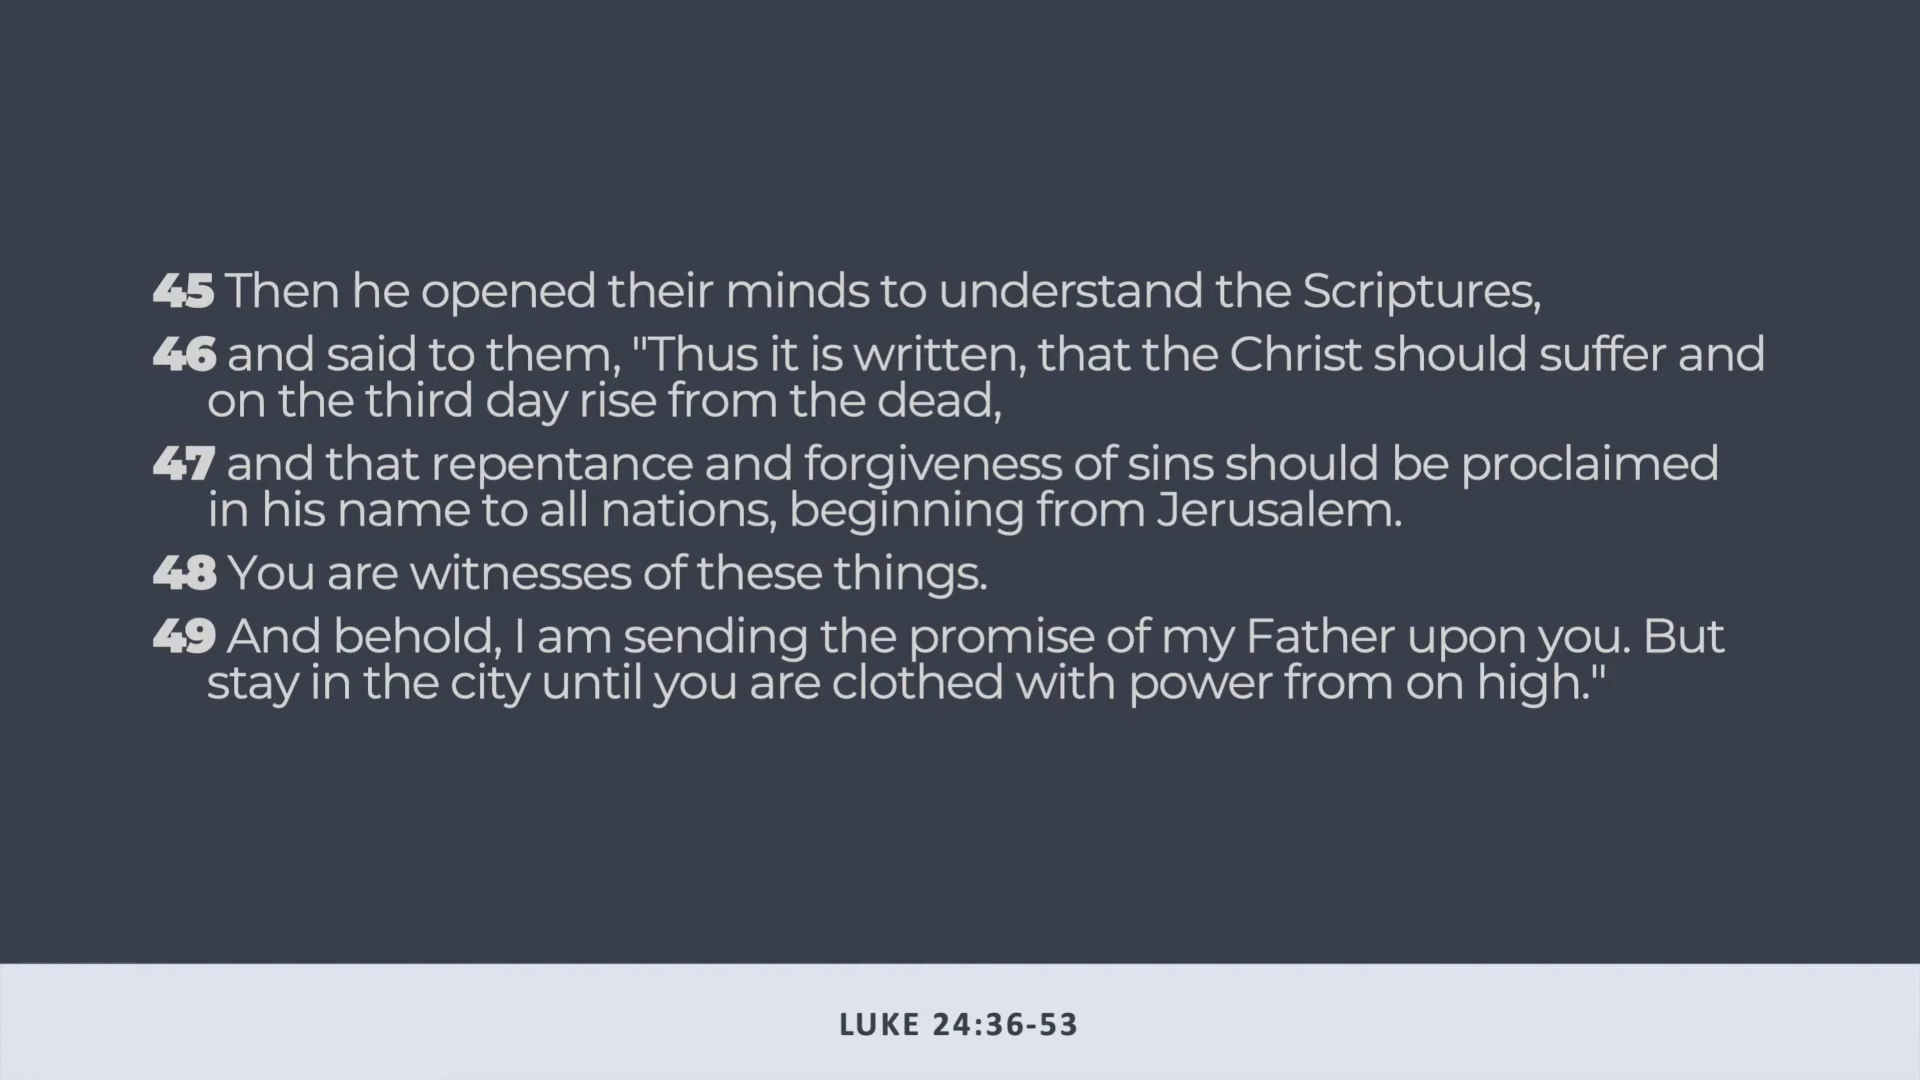 45 Then he opened their minds to understand the Scriptures,
46 and said to them, "Thus it is written, that the Christ should suffer and
on the third day rise from the dead,
47 and that repentance and forgiveness of sins should be proclaimed
in his name to all nations, beginning from Jerusalem.
48 You are witnesses of these things.
49 And behold, I am sending the promise of my Father upon you. But
stay in the city until you are clothed with power from on high."
LUKE 24:36-53